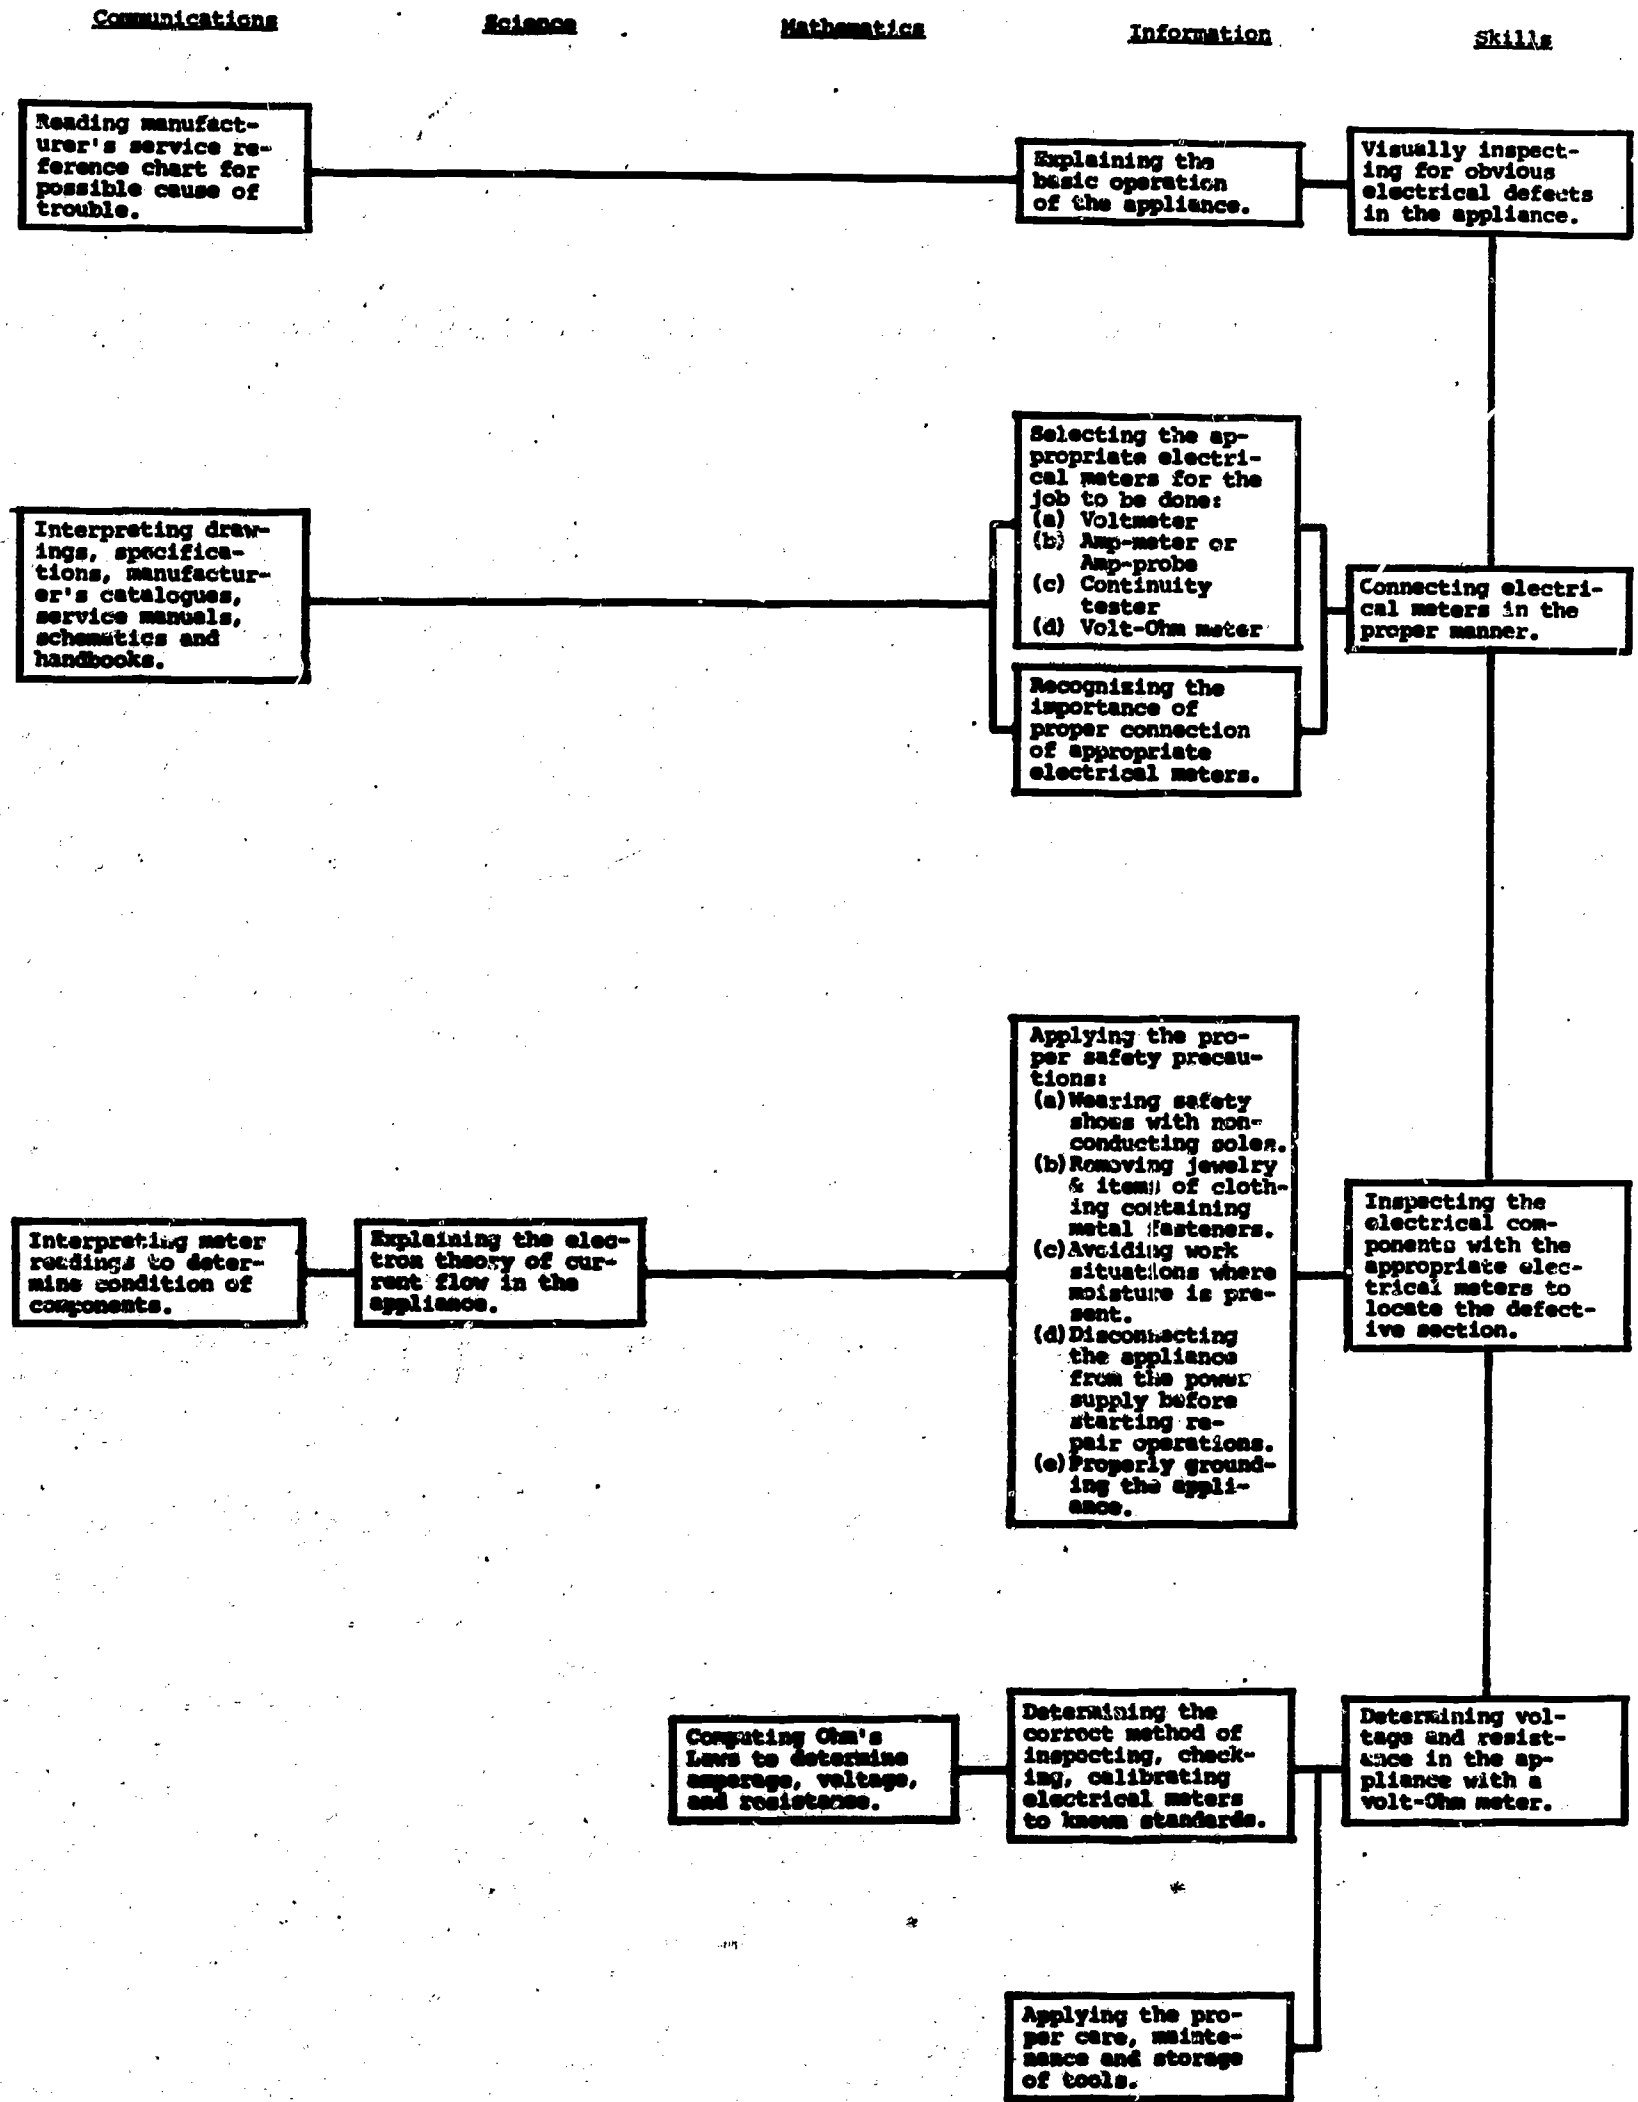 Communications
Science
Mathematics
Information
Skills
Reading manufact-
urer's service re-
ference chart for
possible cause of
trouble.
Explaining the
basic operation
of the appliance.
Visually inspect-
ing for obvious
electrical defects
in the appliance.
Interpreting draw-
ings, specifica-
tions, manufactur-
er's catalogues,
service manuals,
schematics and
handbooks.
Selecting the ap-
propriate electri-
cal meters for the
job to be done:
(a) Voltmeter
(b) Amp-meter or
Amp-probe
(c) Continuity
tester
(d) Volt-Ohm meter
Recognizing the
importance of
proper connection
of appropriate
electrical meters.
Connecting electri-
cal meters in the
proper manner.
Interpreting meter
readings to deter-
mine condition of
components.
Explaining the elec-
tron theory of cur-
rent flow in the
appliance.
Applying the pro-
per safety precau-
tions:
(a)Wearing safety
shoes with non-
conducting soles.
(b)Removing jewelry
& items of cloth-
ing containing
metal fasteners.
(c)Avoiding work
situations where
moisture is pre-
sent.
(d)Disconnecting
the appliance
from the power
supply before
starting re-
pair operations.
(e)Properly ground-
ing the appli-
ance.
Inspecting the
electrical com-
ponents with the
appropriate elec-
trical meters to
locate the defect-
ive section.
Computing Ohm's
Laws to determine
amperage, voltage,
and resistance.
Determining the
correct method of
inspecting, check-
ing, calibrating
electrical meters
to known standards.
Determining vol-
tage and resist-
ance in the ap-
pliance with a
volt-Ohm meter.
Applying the pro-
per care, mainte-
nance and storage
of tools.